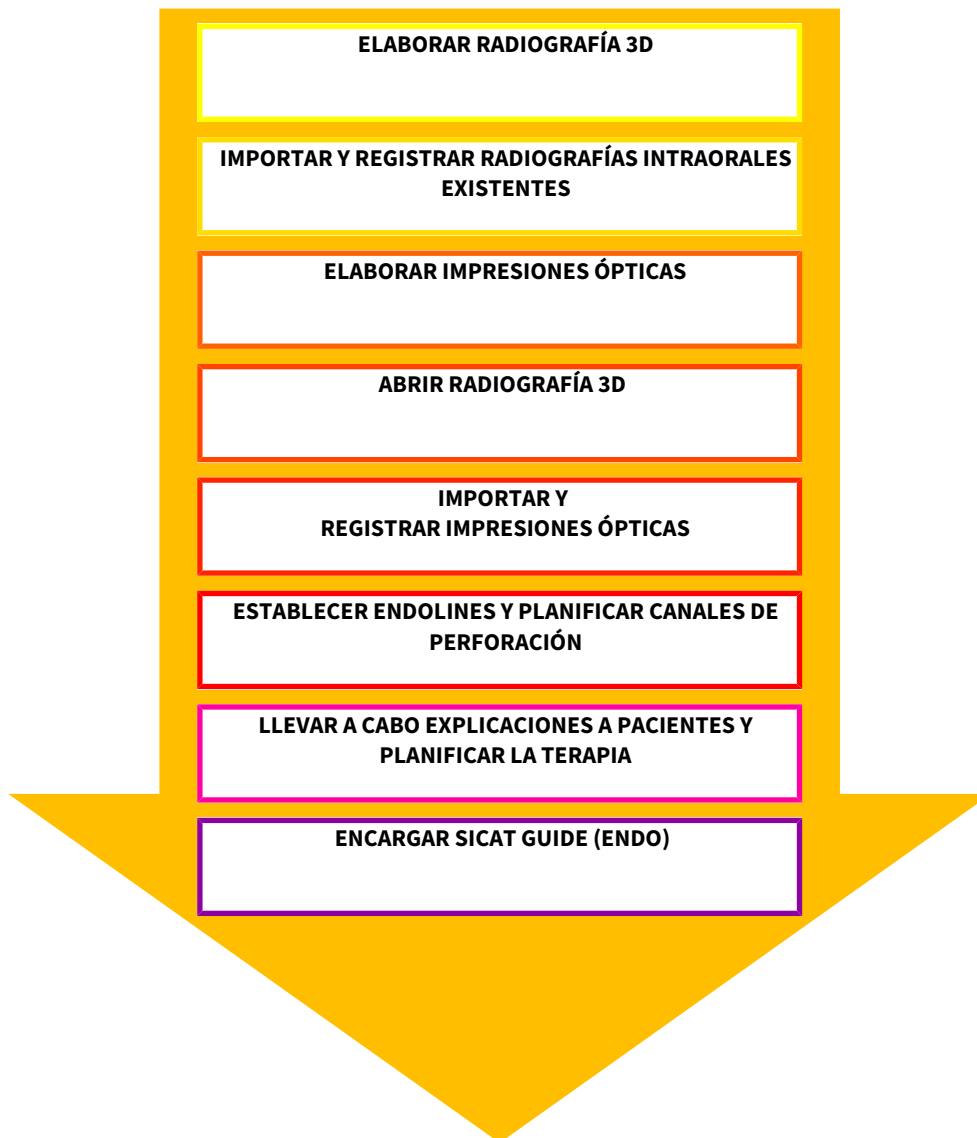 ELABORAR RADIOGRAFÍA 3D
IMPORTAR Y REGISTRAR RADIOGRAFÍAS INTRAORALES
EXISTENTES
ELABORAR IMPRESIONES ÓPTICAS
ABRIR RADIOGRAFÍA 3D
IMPORTAR Y
REGISTRAR IMPRESIONES ÓPTICAS
ESTABLECER ENDOLINES Y PLANIFICAR CANALES DE
PERFORACIÓN
LLEVAR A CABO EXPLICACIONES A PACIENTES Y
PLANIFICAR LA TERAPIA
ENCARGAR SICAT GUIDE (ENDO)